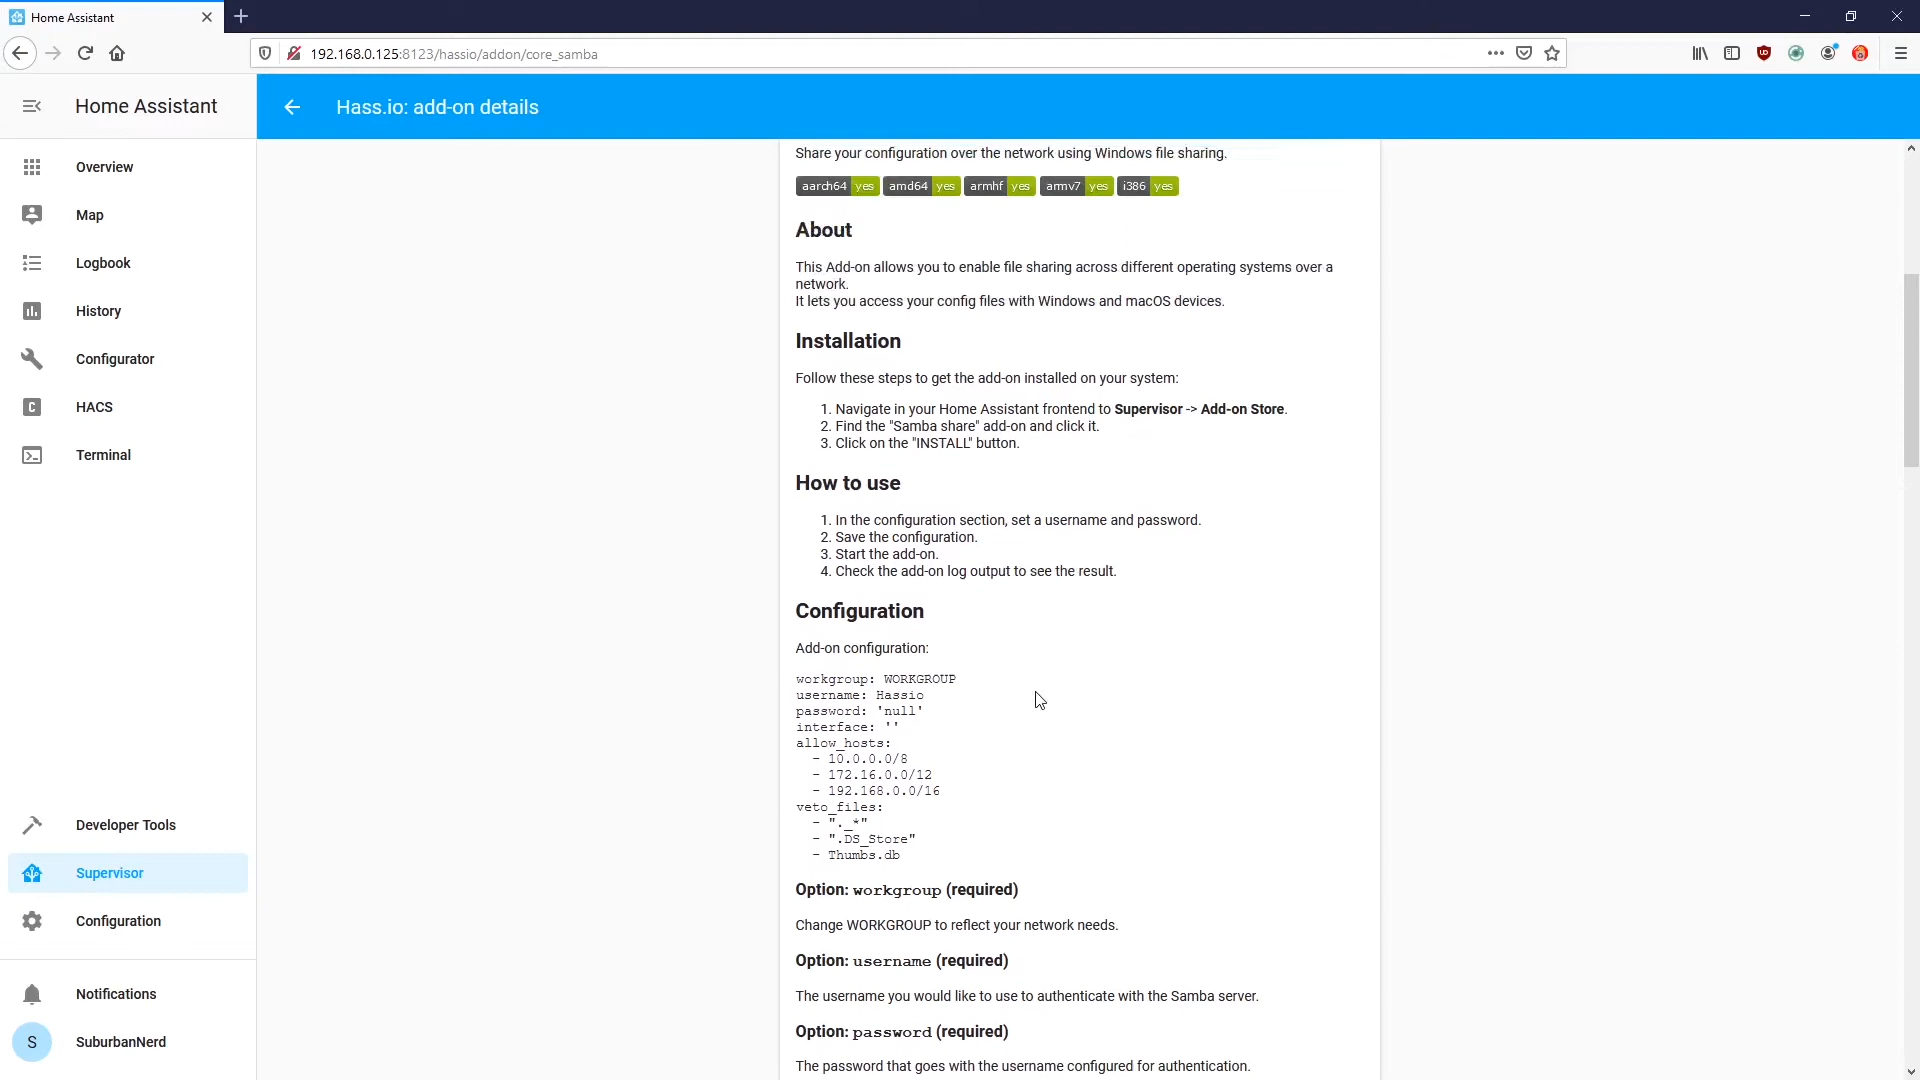 Home Assistant
192.168.0.125:8123/hassio/addon/core_samba
Home Assistant
Hass.io: add-on details
Overview
Map
Logbook
History
Configurator
C HACS
Terminal
Developer Tools
Supervisor
Configuration
Notifications
S SuburbanNerd
Share your configuration over the network using Windows file sharing.
aarch64 yes amd64 yes armhf yes armv7 yes i386 yes
About
This Add-on allows you to enable file sharing across different operating systems over a
network.
It lets you access your config files with Windows and macOS devices.
Installation
Follow these steps to get the add-on installed on your system:
1. Navigate in your Home Assistant frontend to Supervisor -> Add-on Store.
2. Find the "Samba share" add-on and click it.
3. Click on the "INSTALL" button.
How to use
1. In the configuration section, set a username and password.
2. Save the configuration.
3. Start the add-on.
4. Check the add-on log output to see the result.
Configuration
Add-on configuration:
workgroup: WORKGROUP
username: Hassio
password: 'null'
interface: ''
allow_hosts:
- 10.0.0.0/8
- 172.16.0.0/12
- 192.168.0.0/16
veto_files:
- "._*"
- ".DS_Store"
- Thumbs.db
Option: workgroup (required)
Change WORKGROUP to reflect your network needs.
Option: username (required)
The username you would like to use to authenticate with the Samba server.
Option: password (required)
The password that goes with the username configured for authentication.